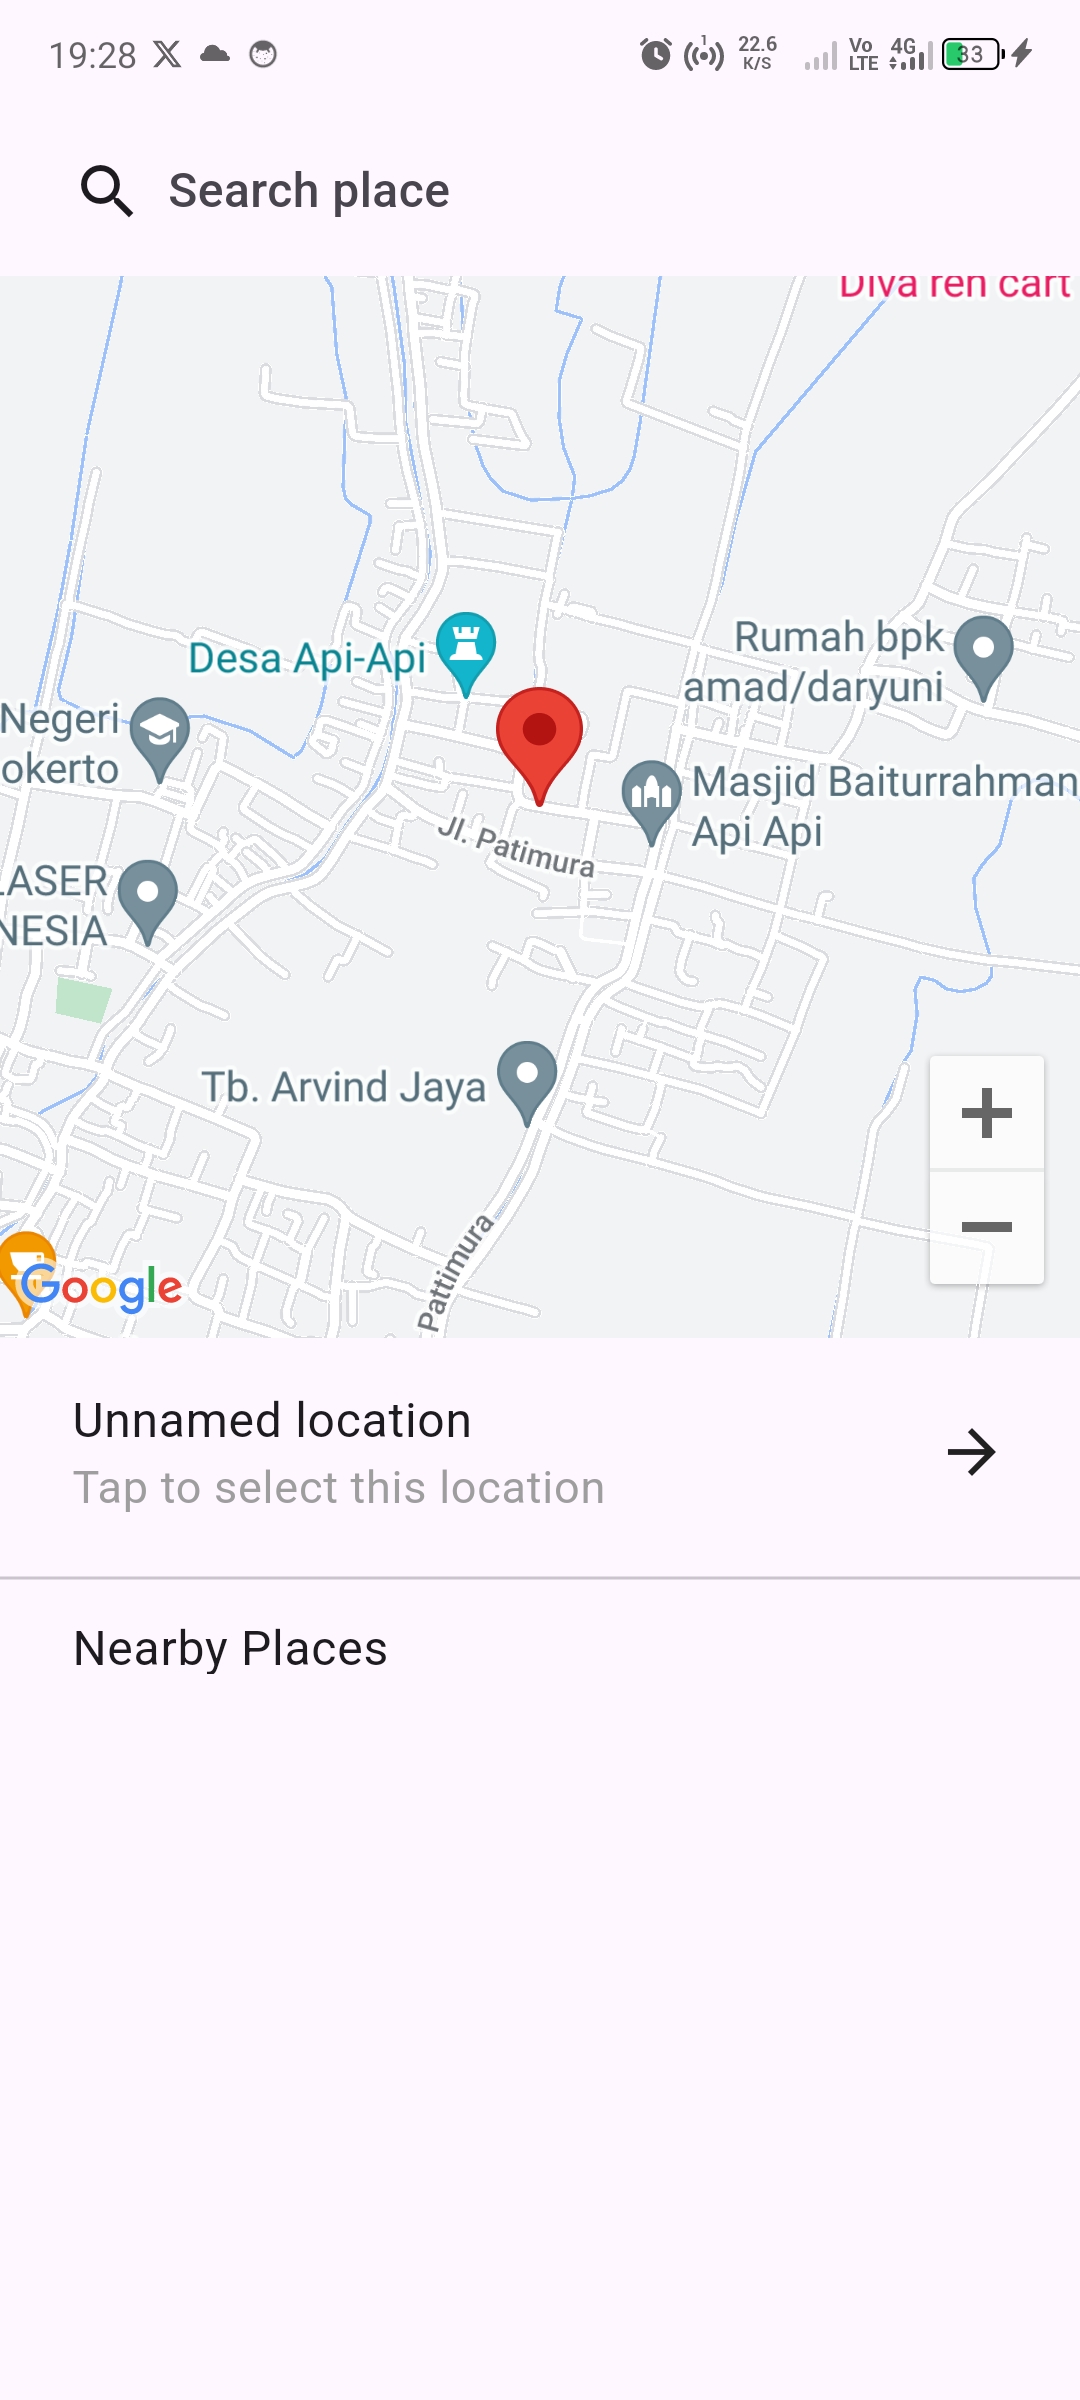 19:28
1
22.6
K/S
Vo
LTE
4G
33
Search place
Diva ren cart
Desa Api-Api
Rumah bpk
amad/daryuni
Negeri
okerto
Masjid Baiturrahman
Api Api
Jl. Patimura
LASER
NESIA
Tb. Arvind Jaya
Pattimura
Google
Unnamed location
Tap to select this location
Nearby Places